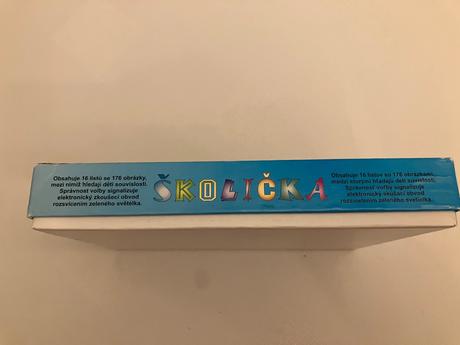 Obsahuje 16 listů se 176 obrázky,
mezi nimiž hledají děti souvislosti.
Správnost volby signalizuje
elektronický zkoušecí obvod
rozsvícením zeleného světélka.
ŠKOLIČKA
Obsahuje 16 listov so 176 obrázkami,
medzi ktorými hľadajú deti súvislosti.
Správnosť voľby signalizuje
elektronický skúšací obvod
rozsvietením zeleného svetielka.